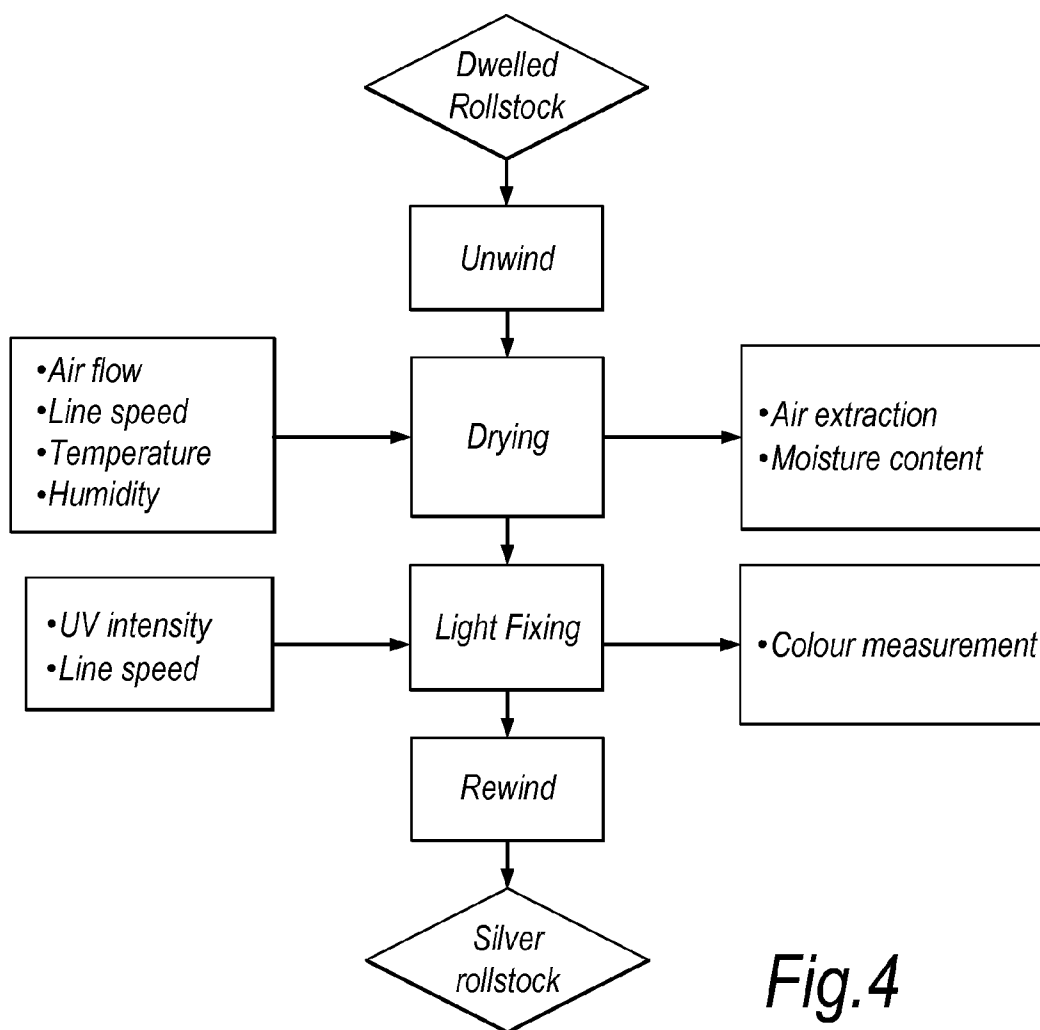 Dwelled
Rollstock
Unwind
•Air flow
•Line speed
•Temperature
•Humidity
Drying
•Air extraction
•Moisture content
•UV intensity
•Line speed
Light Fixing
•Colour measurement
Rewind
Silver
rollstock
Fig.4